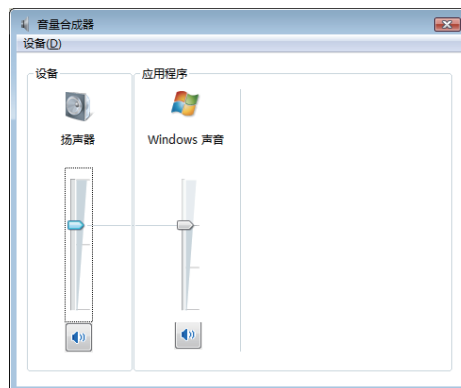 音量合成器
设备(D)
设备
应用程序
扬声器
Windows 声音